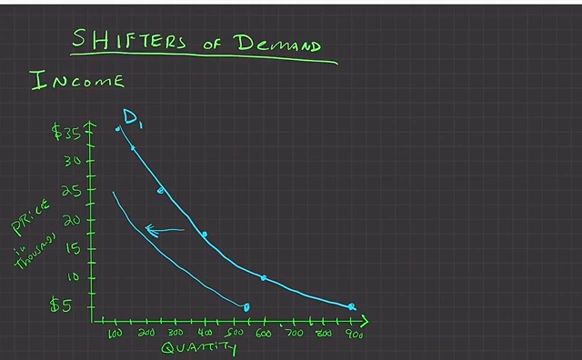 SHIFTERS OF DEMAND
INCOME
D1
$35
30
25
20
15
10
$5
PRICE
in
THOUSANDS
100 200 300 400 500 600 700 800 900
QUANTITY